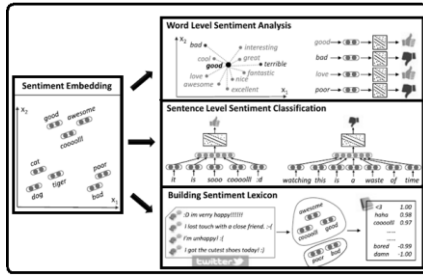 Sentiment Embedding
x2
good
awesome
cooooll
cat
dog
tiger
poor
bad
x1
Word Level Sentiment Analysis
x2
bad
cool
good
love
awesome
interesting
great
terrible
fantastic
nice
excellent
x1
good
bad
love
poor
Sentence Level Sentiment Classification
it is sooo cooolll :d
watching this is a waste of time
Building Sentiment Lexicon
:D Im verry happy!!!!!!!
I lost touch with a close friend. :-(
I'm unhappy! :(
I got the cutest shoes today! :)
twitter
awesome
good
cooooll
poor
bad
<3 1.00
haha 0.98
cooooll 0.97
......
bored -0.99
damn -1.00